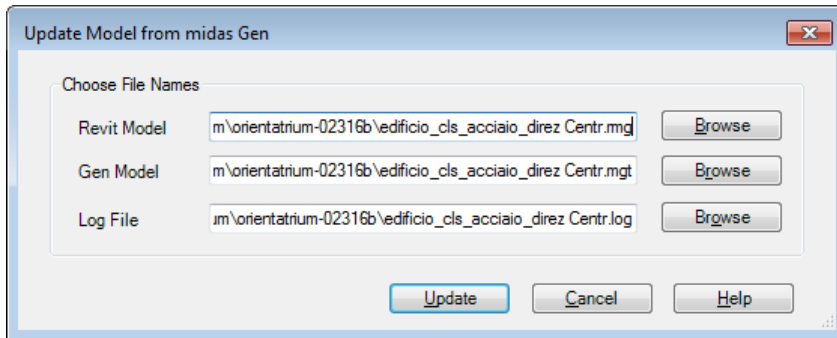 Update Model from midas Gen
Choose File Names
Revit Model m\orientatrium-02316b\edificio_cls_acciaio_direz Centr.rmg Browse
Gen Model m\orientatrium-02316b\edificio_cls_acciaio_direz Centr.mgt Browse
Log File ım\orientatrium-02316b\edificio_cls_acciaio_direz Centr.log Browse
Update Cancel Help